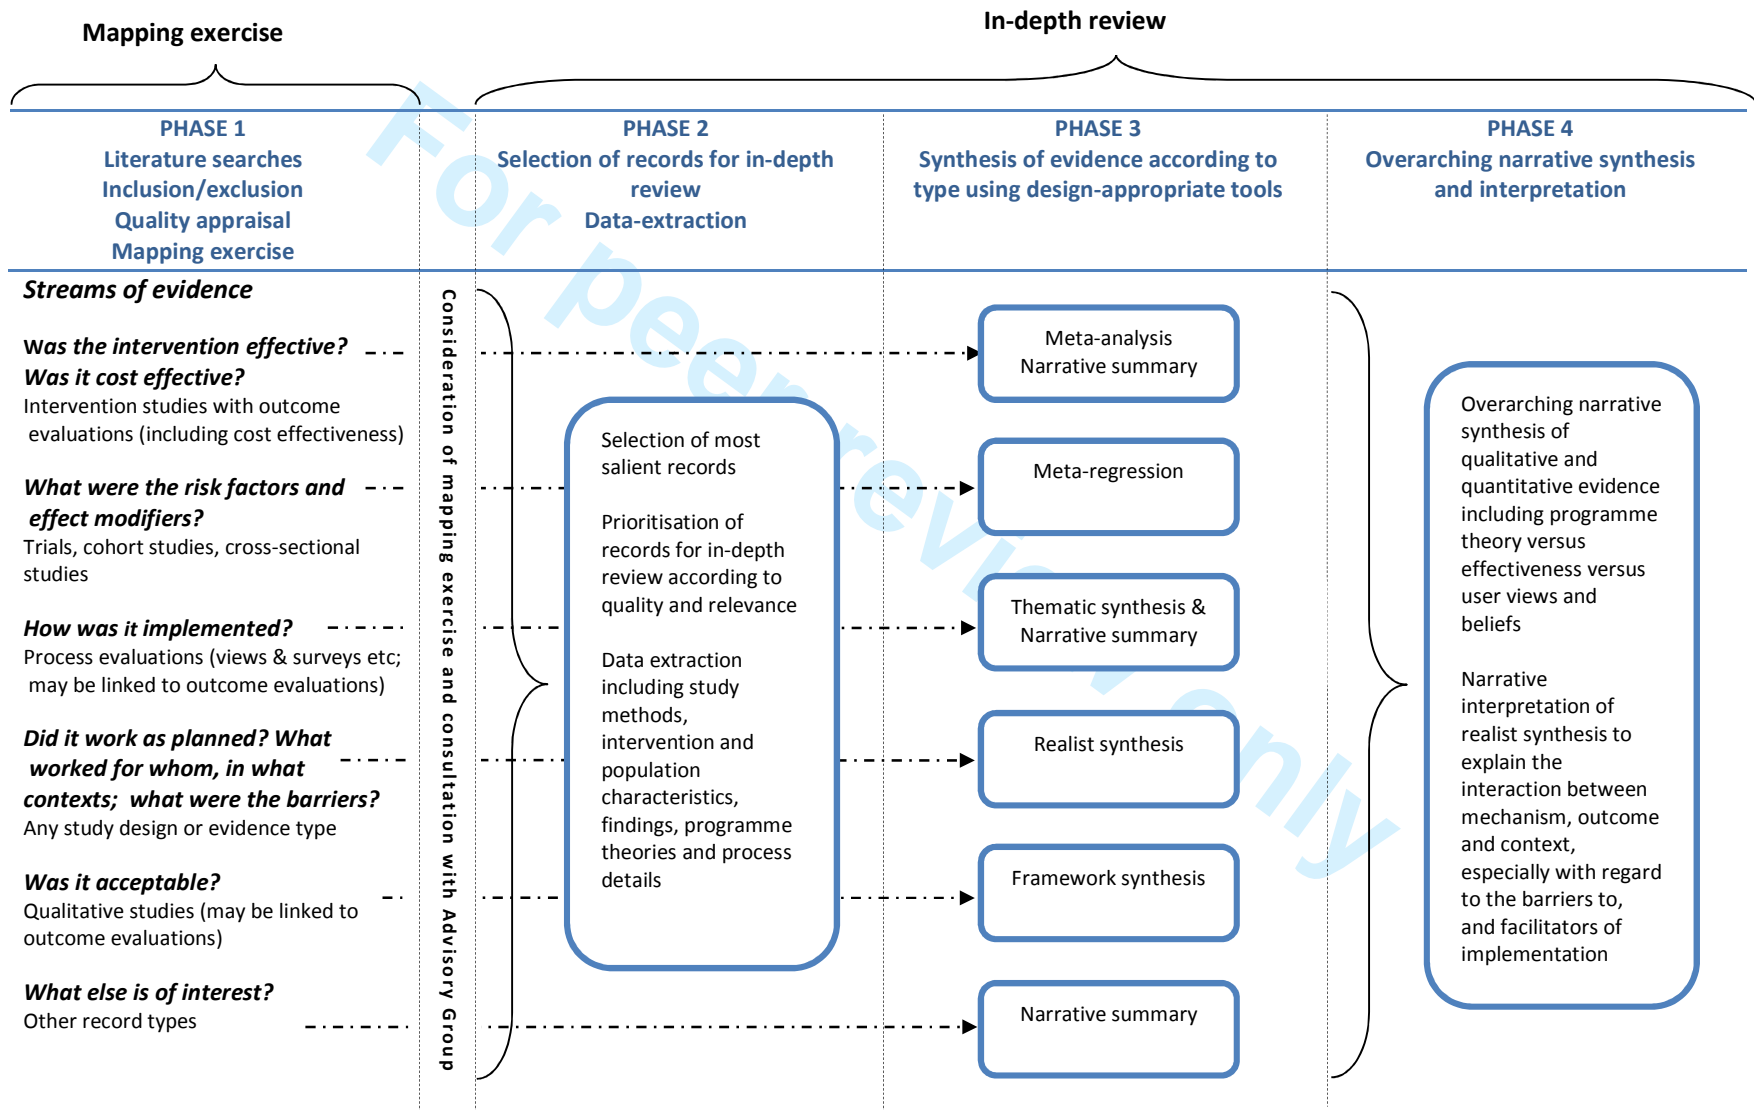 Mapping exercise
In-depth review
PHASE 1
Literature searches
Inclusion/exclusion
Quality appraisal
Mapping exercise
PHASE 2
Selection of records for in-depth
review
Data-extraction
PHASE 3
Synthesis of evidence according to
type using design-appropriate tools
PHASE 4
Overarching narrative synthesis
and interpretation
Streams of evidence
Was the intervention effective?
Was it cost effective?
Intervention studies with outcome
evaluations (including cost effectiveness)
What were the risk factors and
effect modifiers?
Trials, cohort studies, cross-sectional
studies
How was it implemented?
Process evaluations (views & surveys etc;
may be linked to outcome evaluations)
Did it work as planned? What
worked for whom, in what
contexts; what were the barriers?
Any study design or evidence type
Was it acceptable?
Qualitative studies (may be linked to
outcome evaluations)
What else is of interest?
Other record types
Consideration of mapping exercise and consultation with Advisory Group
Selection of most
salient records
Prioritisation of
records for in-depth
review according to
quality and relevance
Data extraction
including study
methods,
intervention and
population
characteristics,
findings, programme
theories and process
details
Meta-analysis
Narrative summary
Meta-regression
Thematic synthesis &
Narrative summary
Realist synthesis
Framework synthesis
Narrative summary
Overarching narrative
synthesis of
qualitative and
quantitative evidence
including programme
theory versus
effectiveness versus
user views and
beliefs
Narrative
interpretation of
realist synthesis to
explain the
interaction between
mechanism, outcome
and context,
especially with regard
to the barriers to,
and facilitators of
implementation
For peer review only